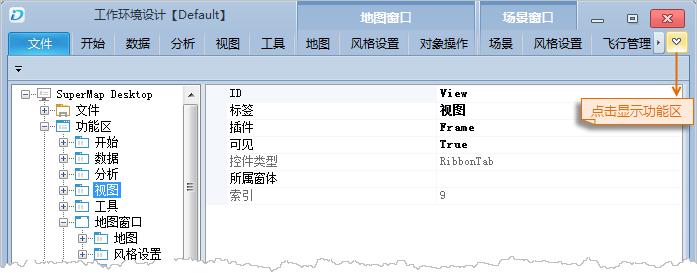 工作环境设计【Default】 地图窗口 场景窗口
文件 开始 数据 分析 视图 工具 地图 风格设置 对象操作 场景 风格设置 飞行管理
SuperMap Desktop
文件
功能区
开始
数据
分析
视图
工具
地图窗口
地图
风格设置
ID View
标签 视图
插件 Frame
可见 True
控件类型 RibbonTab
所属窗体
索引 9
点击显示功能区